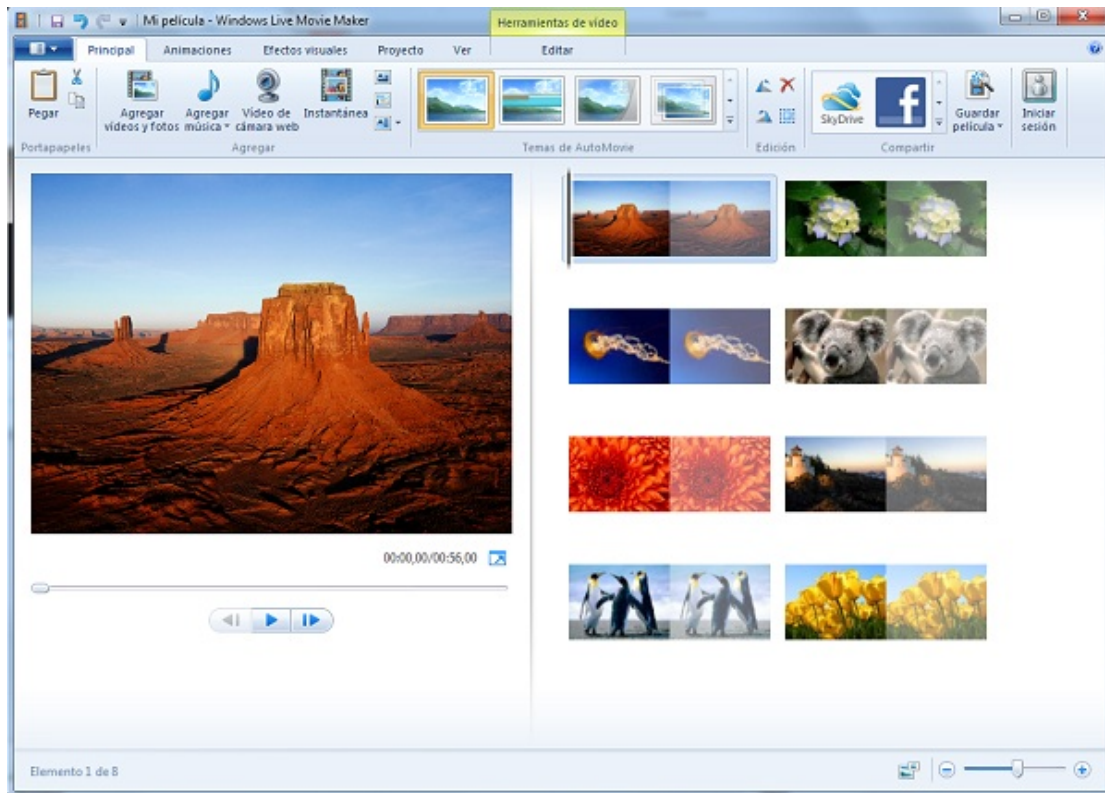 Mi película - Windows Live Movie Maker
Herramientas de vídeo
Principal
Animaciones
Efectos visuales
Proyecto
Ver
Editar
Pegar
Agregar
vídeos y fotos
Agregar
música
Vídeo de
cámara web
Instantánea
SkyDrive
f
Guardar
película
Iniciar
sesión
Portapapeles
Agregar
Temas de AutoMovie
Edición
Compartir
00:00,00/00:56,00
Elemento 1 de 8